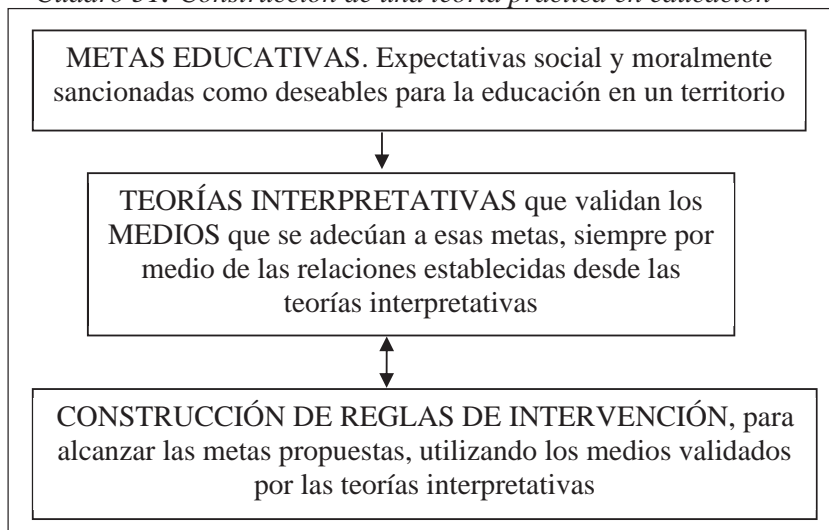 Cuadro 31: Construcción de una teoría práctica en educación
METAS EDUCATIVAS. Expectativas social y moralmente
sancionadas como deseables para la educación en un territorio
TEORÍAS INTERPRETATIVAS que validan los
MEDIOS que se adecúan a esas metas, siempre por
medio de las relaciones establecidas desde las
teorías interpretativas
CONSTRUCCIÓN DE REGLAS DE INTERVENCIÓN, para
alcanzar las metas propuestas, utilizando los medios validados
por las teorías interpretativas